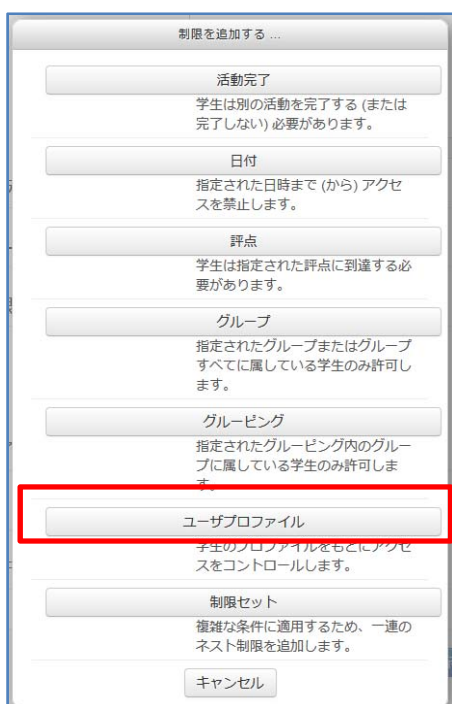 制限を追加する ...
活動完了
学生は別の活動を完了する (または
完了しない) 必要があります。
日付
指定された日時まで (から) アクセ
スを禁止します。
評点
学生は指定された評点に到達する必
要があります。
グループ
指定されたグループまたはグループ
すべてに属している学生のみ許可し
ます。
グルーピング
指定されたグルーピング内のグルー
プに属している学生のみ許可しま
す。
ユーザプロファイル
学生のプロファイルをもとにアクセ
スをコントロールします。
制限セット
複雑な条件に適用するため、一連の
ネスト制限を追加します。
キャンセル